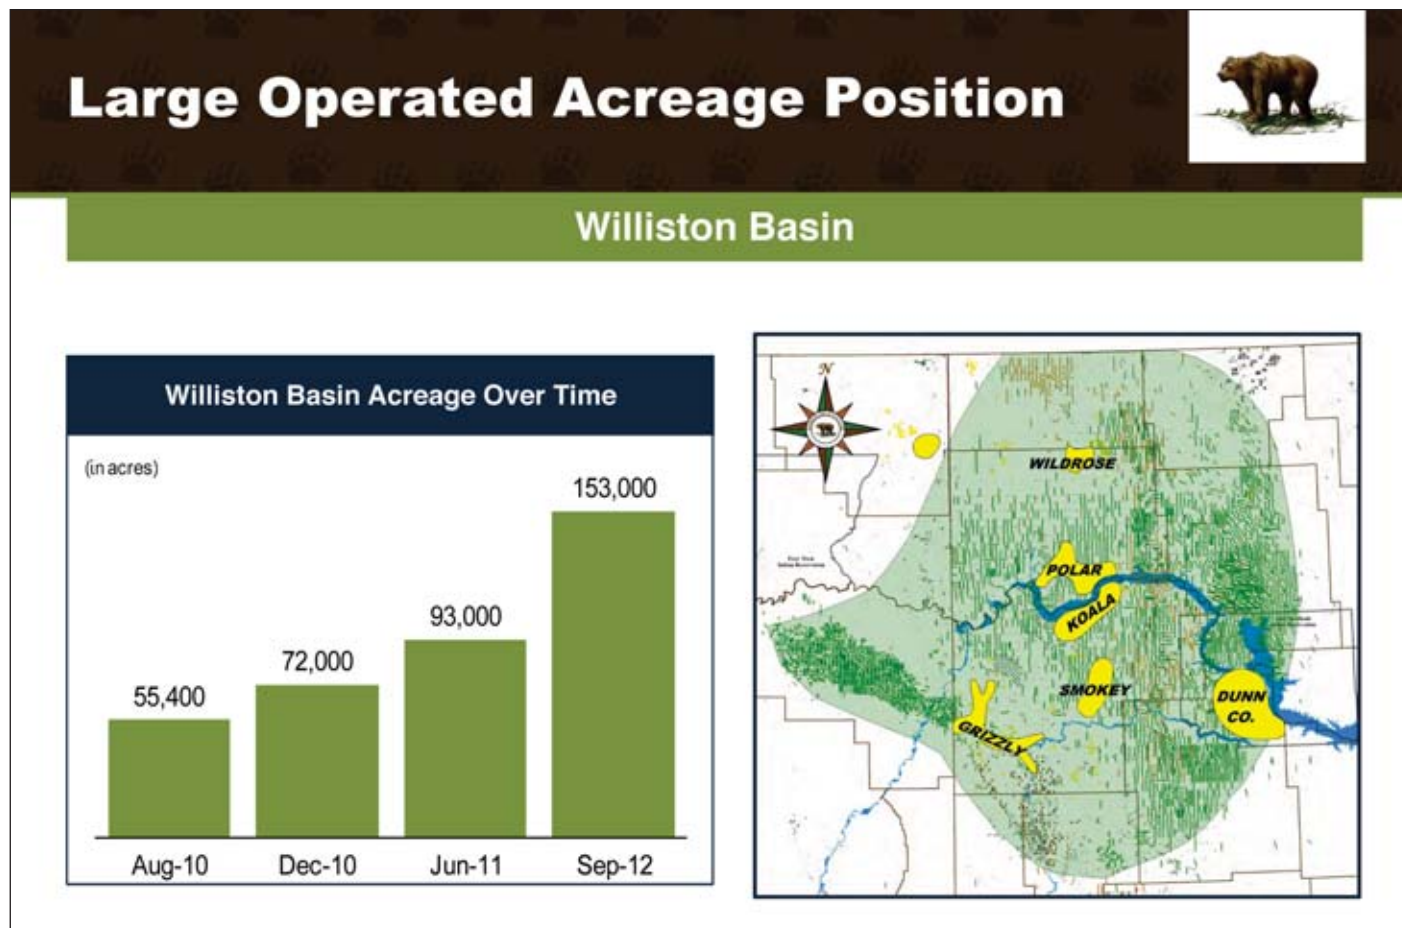 Large Operated Acreage Position
Williston Basin
Williston Basin Acreage Over Time
(in acres)
153,000
93,000
72,000
55,400
Aug-10 Dec-10 Jun-11 Sep-12
N
WILDROSE
POLAR
KOALA
SMOKEY
DUNN
CO.
GRIZZLY